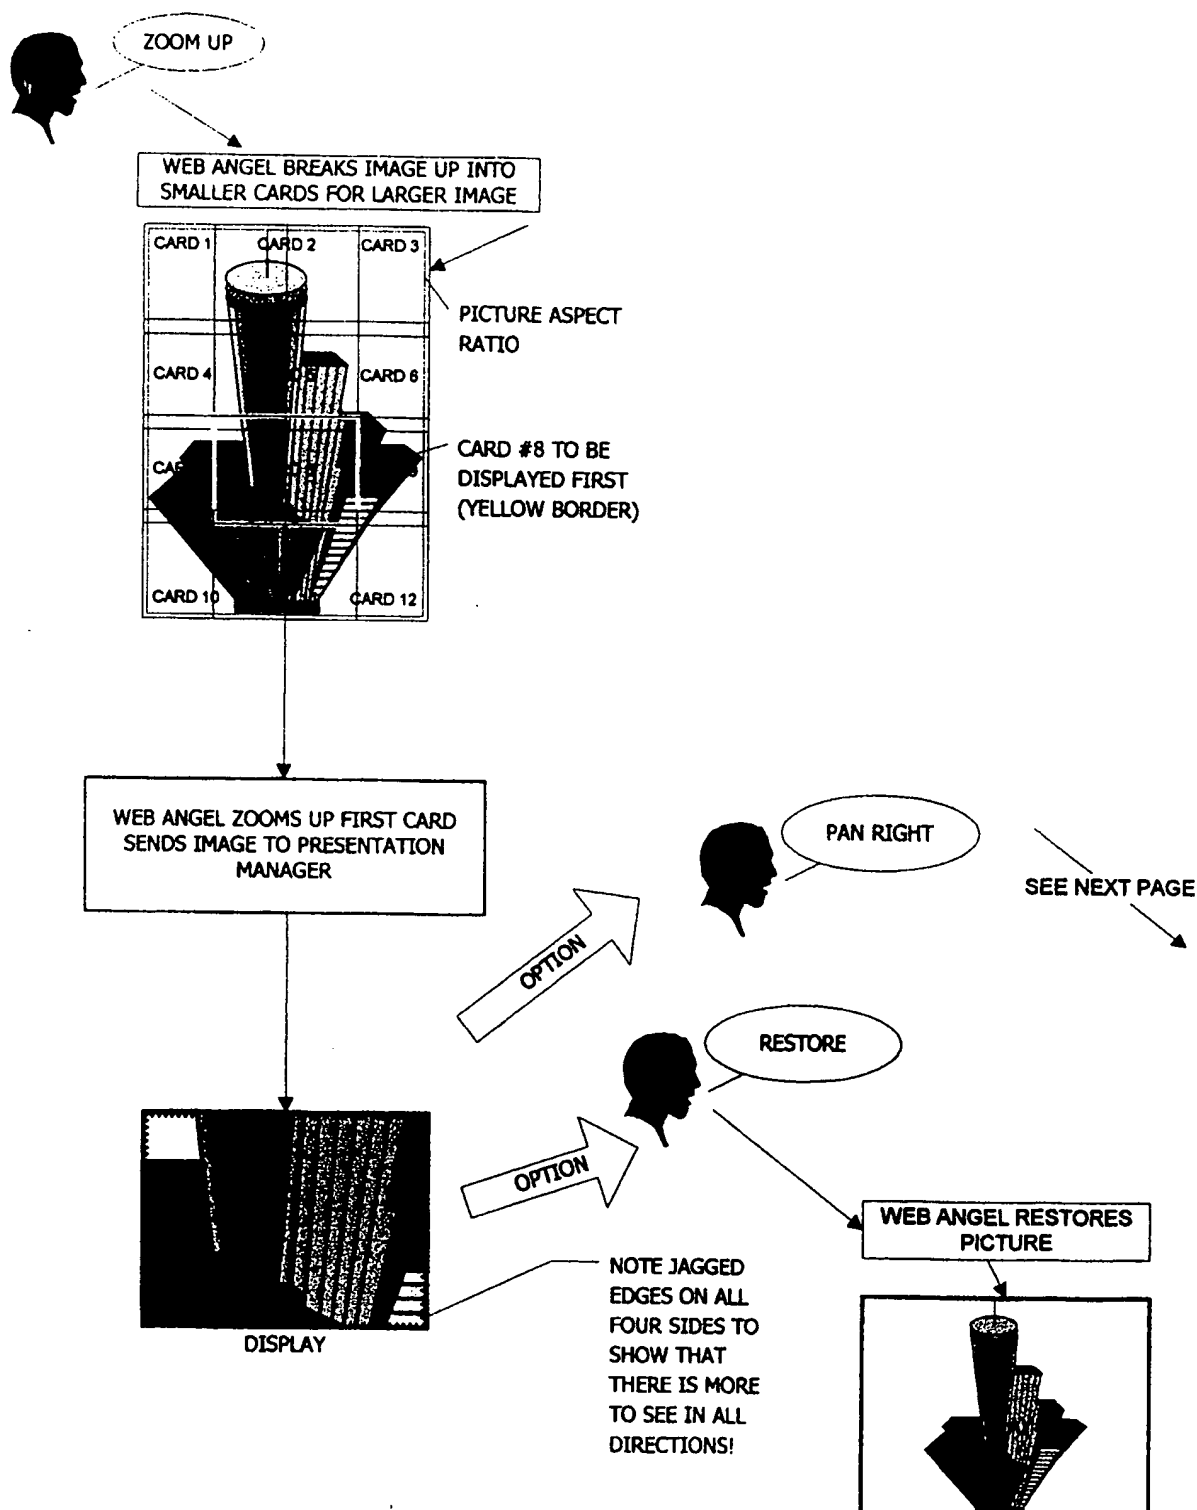 ZOOM UP
WEB ANGEL BREAKS IMAGE UP INTO
SMALLER CARDS FOR LARGER IMAGE
CARD 1
CARD 2
CARD 3
PICTURE ASPECT
RATIO
CARD 4
CARD 6
CARD #8 TO BE
DISPLAYED FIRST
(YELLOW BORDER)
CARD 10
CARD 12
WEB ANGEL ZOOMS UP FIRST CARD
SENDS IMAGE TO PRESENTATION
MANAGER
PAN RIGHT
SEE NEXT PAGE
OPTION
RESTORE
OPTION
WEB ANGEL RESTORES
PICTURE
NOTE JAGGED
EDGES ON ALL
FOUR SIDES TO
SHOW THAT
THERE IS MORE
TO SEE IN ALL
DIRECTIONS!
DISPLAY